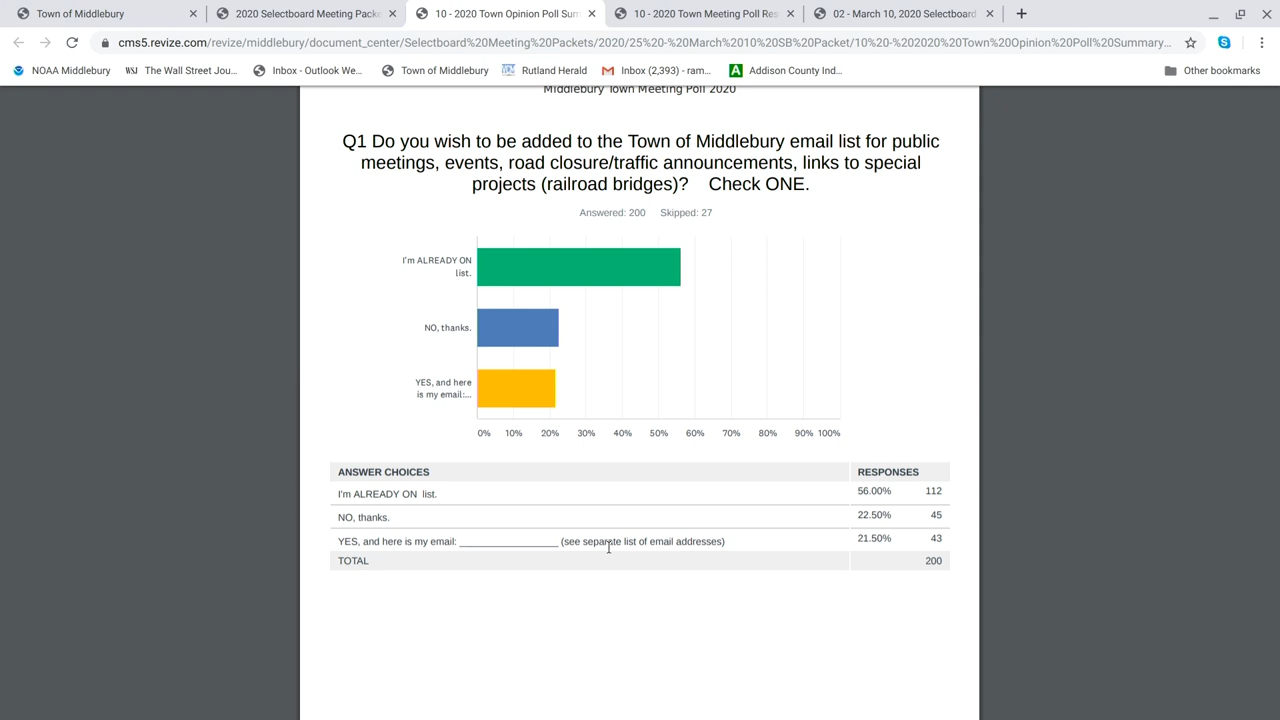 Town of Middlebury
2020 Selectboard Meeting Packe
10 - 2020 Town Opinion Poll Sum
10 - 2020 Town Meeting Poll Res
02 - March 10, 2020 Selectboard
cms5.revize.com/revize/middlebury/document_center/Selectboard%20Meeting%20Packets/2020/25%20-%20March%2010%20SB%20Packet/10%20-%202020%20Town%20Opinion%20Poll%20Summary...
NOAA Middlebury
WSJ The Wall Street Jou...
Inbox - Outlook We...
Town of Middlebury
Rutland Herald
Inbox (2,393) - ram...
A Addison County Ind...
Other bookmarks
Middlebury Town Meeting Poll 2020
Q1 Do you wish to be added to the Town of Middlebury email list for public
meetings, events, road closure/traffic announcements, links to special
projects (railroad bridges)? Check ONE.
Answered: 200 Skipped: 27
I'm ALREADY ON
list.
NO, thanks.
YES, and here
is my email:...
0% 10% 20% 30% 40% 50% 60% 70% 80% 90% 100%
ANSWER CHOICES RESPONSES
I'm ALREADY ON list. 56.00% 112
NO, thanks. 22.50% 45
YES, and here is my email: __________________ (see separate list of email addresses) 21.50% 43
TOTAL 200